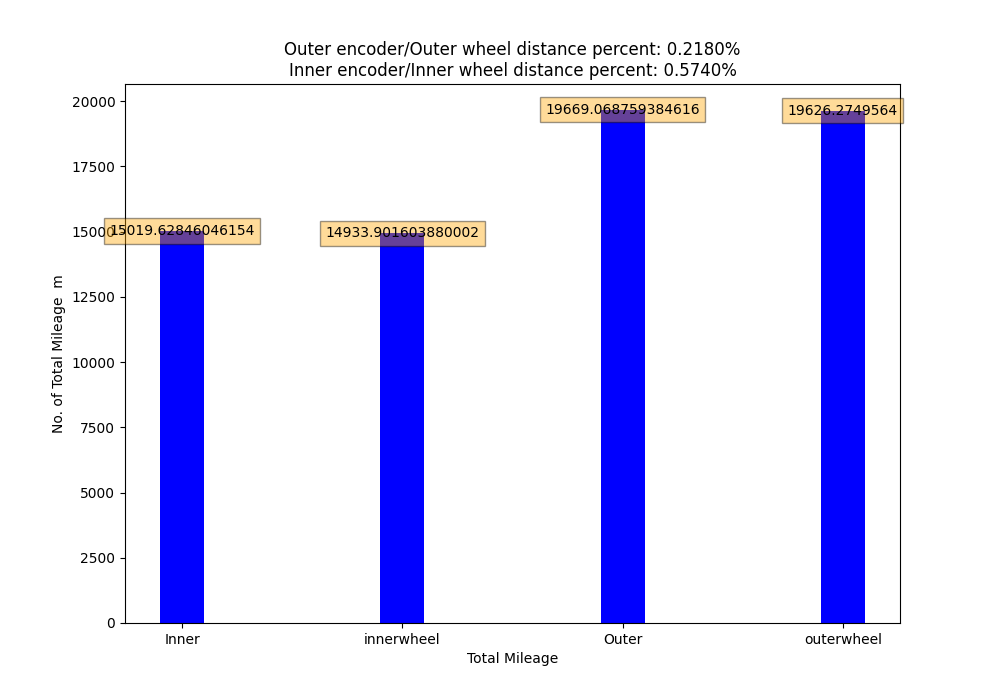 Outer encoder/Outer wheel distance percent: 0.2180%
Inner encoder/Inner wheel distance percent: 0.5740%
No. of Total Mileage  m
20000
17500
15000
12500
10000
7500
5000
2500
0
15019.62846046154
14933.901603880002
19669.068759384616
19626.2749564
Inner
innerwheel
Outer
outerwheel
Total Mileage